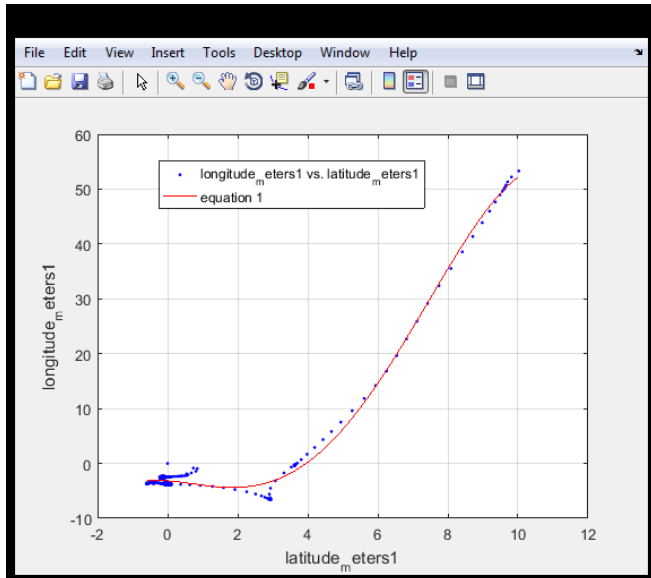 File Edit View Insert Tools Desktop Window Help
60
50
40
30
20
10
0
-10
longitude_meters1
longitude_meters1 vs. latitude_meters1
equation 1
-2 0 2 4 6 8 10 12
latitude_meters1